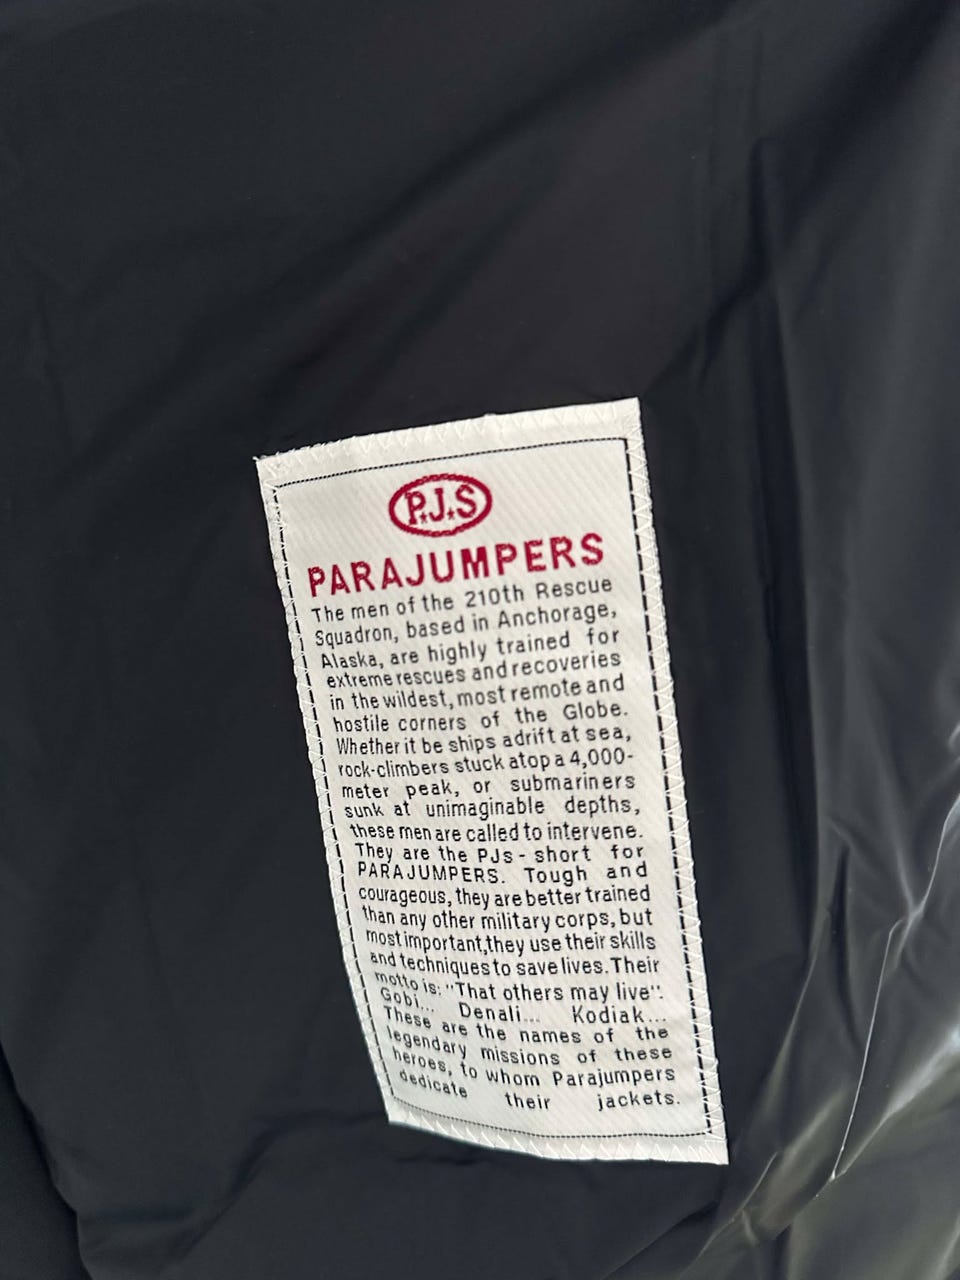 P.J.S
PARAJUMPERS
The men of the 210th Rescue
Squadron, based in Anchorage,
Alaska, are highly trained for
extreme rescues and recoveries
in the wildest, most remote and
hostile corners of the Globe.
Whether it be ships adrift at sea,
rock-climbers stuck atop a 4,000-
meter peak, or submariners
sunk at unimaginable depths,
these men are called to intervene.
They are the PJs - short for
PARAJUMPERS. Tough and
courageous, they are better trained
than any other military corps, but
most important,they use their skills
and techniques to save lives. Their
motto is: "That others may live".
Gobi... Denali... Kodiak...
These are the names of the
legendary missions of these
heroes, to whom Parajumpers
dedicate their jackets.